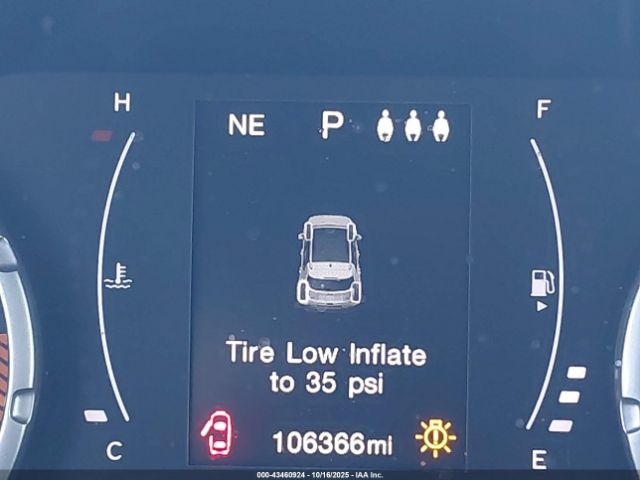 H
F
NE P
Tire Low Inflate
to 35 psi
106366mi
C
E
000-43460924 - 10/16/2025 - IAA Inc.